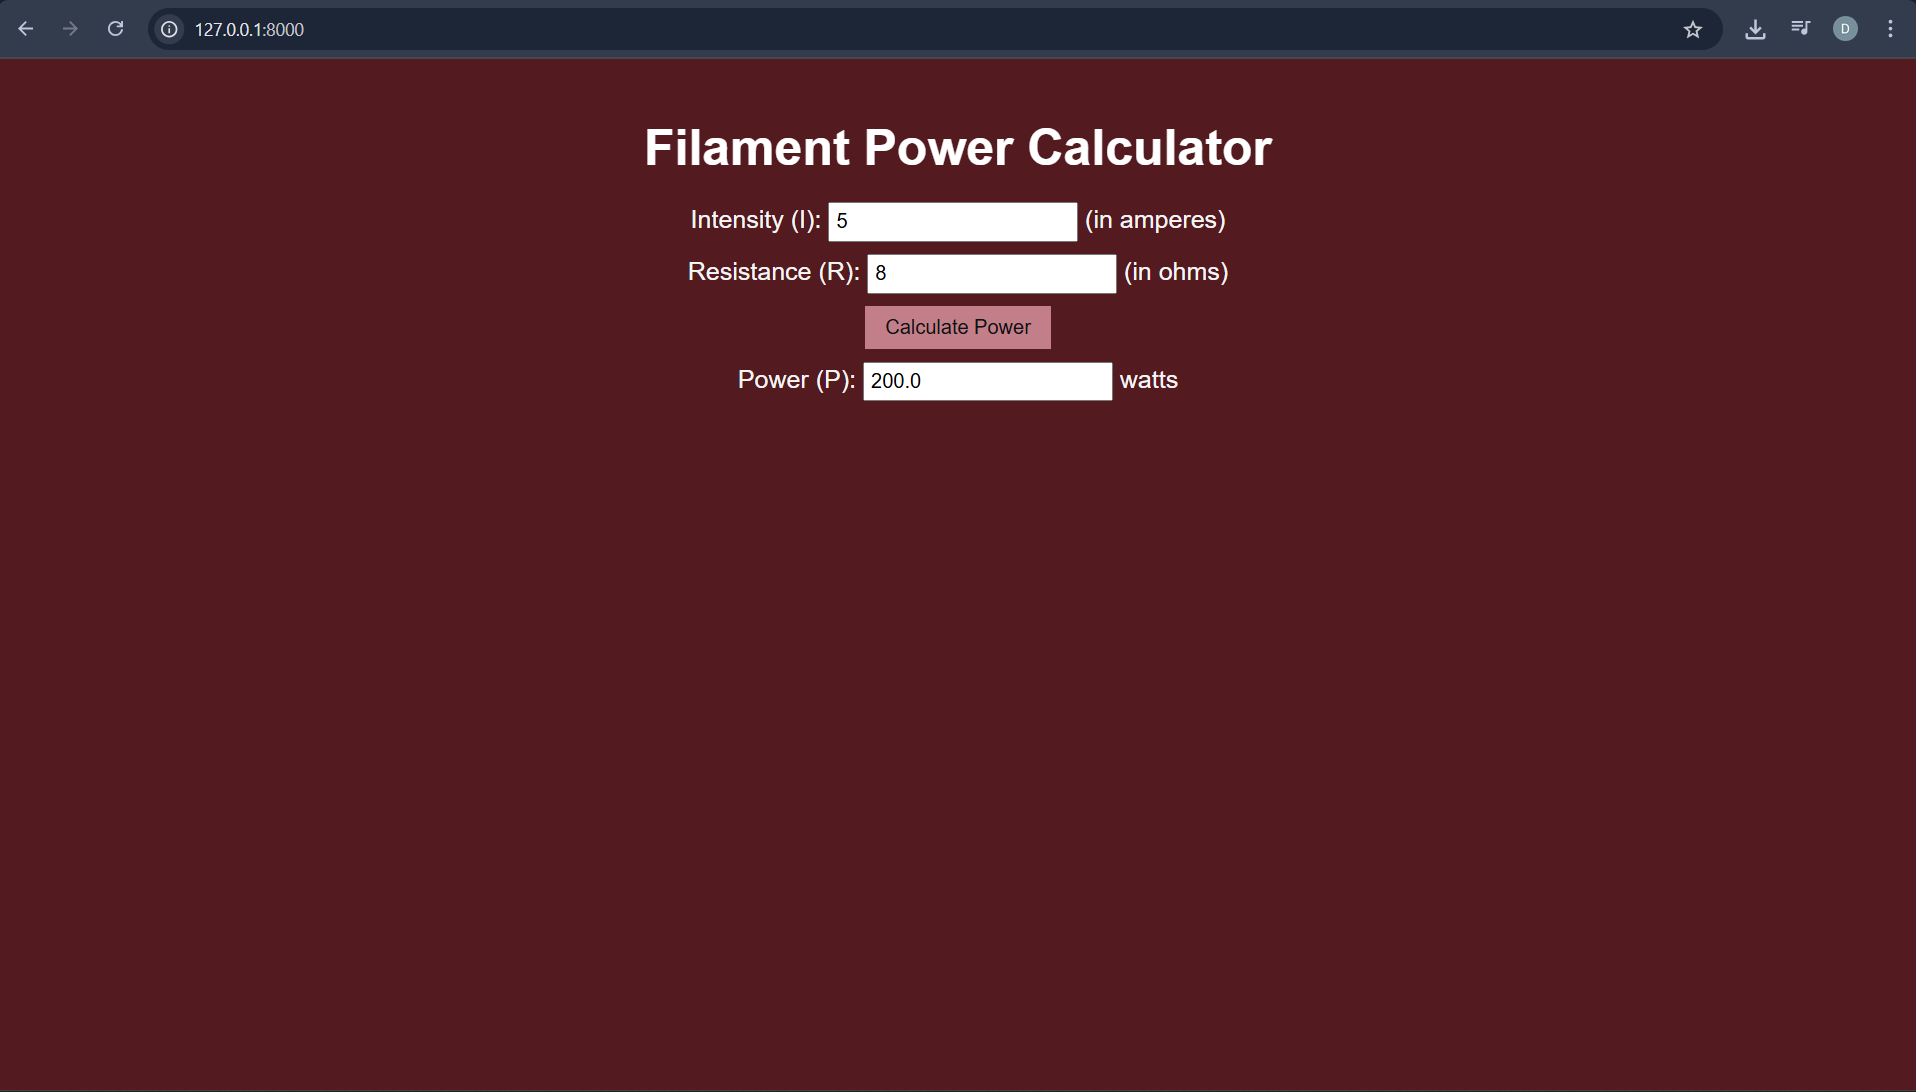 127.0.0.1:8000
D
Filament Power Calculator
Intensity (I): 5 (in amperes)
Resistance (R): 8 (in ohms)
Calculate Power
Power (P): 200.0 watts